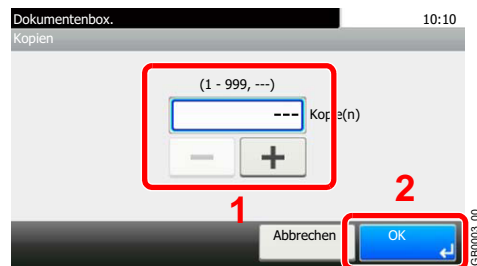 Dokumentenbox. 10:10
Kopien
(1 - 999, ---)
--- Kopie(n)
− +
1
2
Abbrechen OK
GB0003_00